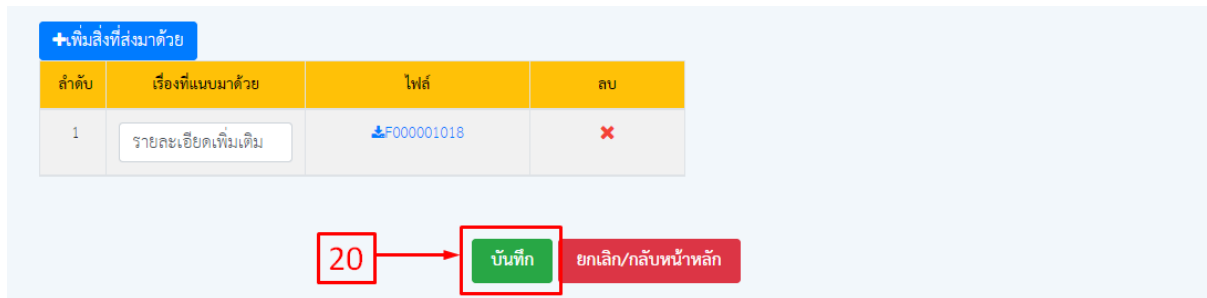 +เพิ่มสิ่งที่ส่งมาด้วย
ลำดับ เรื่องที่แนบมาด้วย ไฟล์ ลบ
1 รายละเอียดเพิ่มเติม F000001018
20 บันทึก ยกเลิก/กลับหน้าหลัก